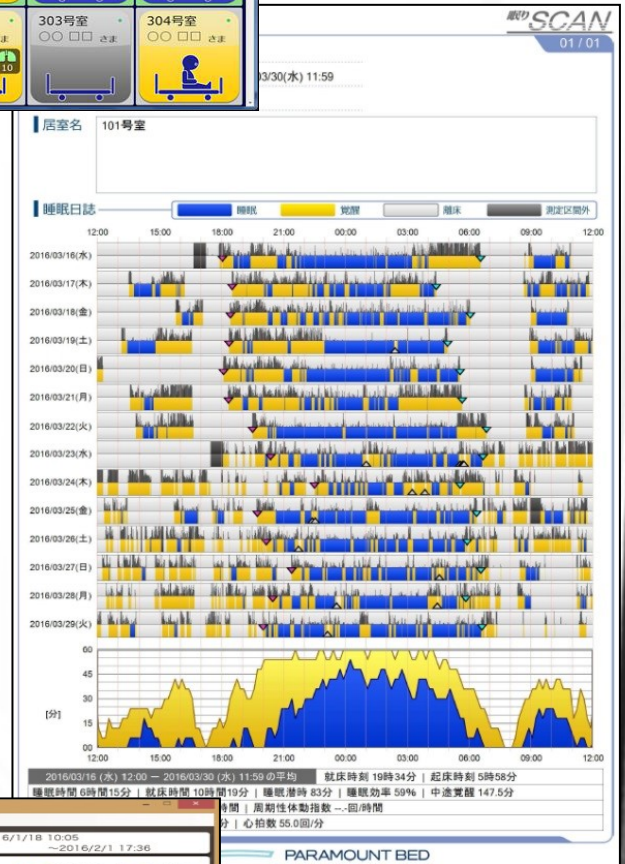 303号室
○○ □□ さま
304号室
○○ □□ さま
ま
10
眠りSCAN
01 / 01
03/30(水) 11:59
居室名 101号室
睡眠日誌 睡眠 覚醒 離床 測定区間外
12:00 15:00 18:00 21:00 00:00 03:00 06:00 09:00 12:00
2016/03/16(水)
2016/03/17(木)
2016/03/18(金)
2016/03/19(土)
2016/03/20(日)
2016/03/21(月)
2016/03/22(火)
2016/03/23(水)
2016/03/24(木)
2016/03/25(金)
2016/03/26(土)
2016/03/27(日)
2016/03/28(月)
2016/03/29(火)
60
45
30
[分]
15
00
12:00 15:00 18:00 21:00 00:00 03:00 06:00 09:00 12:00
2016/03/16 (水) 12:00 ー 2016/03/30 (水) 11:59 の平均 就床時刻 19時34分 | 起床時刻 5時58分
睡眠時間 6時間15分 | 就床時間 10時間19分 | 睡眠潜時 83分 | 睡眠効率 59% | 中途覚醒 147.5分
時間 | 周期性体動指数 --.-回/時間
分 | 心拍数 55.0回/分
6/1/18 10:05
～2016/2/1 17:36
PARAMOUNT BED